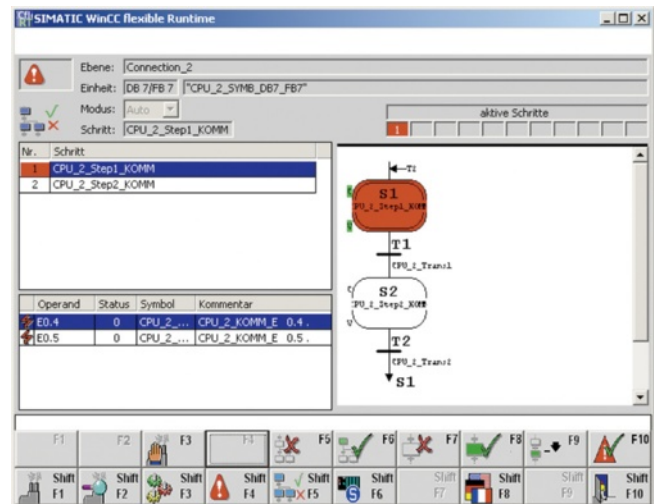 SIMATIC WinCC flexible Runtime
Ebene: Connection_2
Einheit: DB 7/FB 7 "CPU_2_SYMB_DB7_FB7"
Modus: Auto
aktive Schritte
Schritt: CPU_2_Step1_KOMM
1
Nr. Schritt
1 CPU_2_Step1_KOMM
2 CPU_2_Step2_KOMM
Operand Status Symbol Kommentar
E0.4 0 CPU_2_... CPU_2_KOMM_E 0.4 .
E0.5 0 CPU_2_... CPU_2_KOMM_E 0.5 .
S1
T1
CPU_2_Trans1
S2
T2
CPU_2_Trans2
S1
F1 F2 F3 F4 F5 F6 F7 F8 F9 F10
Shift Shift Shift Shift Shift Shift Shift Shift Shift Shift
F1 F2 F3 F4 F5 F6 F7 F8 F9 F10